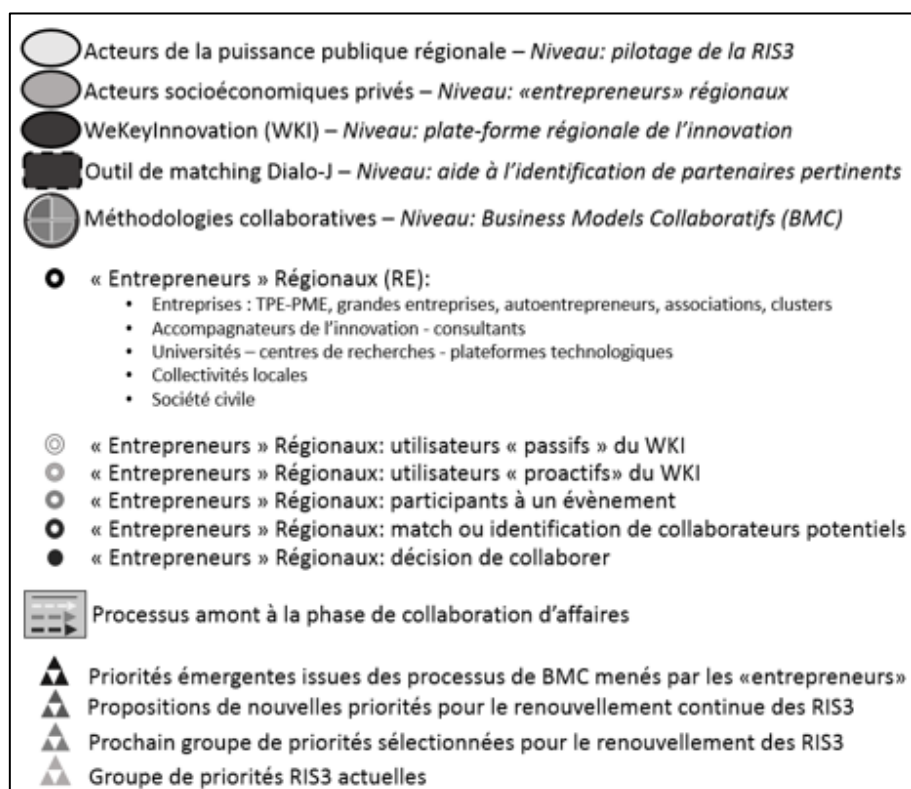 Acteurs de la puissance publique régionale – Niveau: pilotage de la RIS3
Acteurs socioéconomiques privés – Niveau: «entrepreneurs» régionaux
WeKeyInnovation (WKI) – Niveau: plate-forme régionale de l'innovation
Outil de matching Dialo-J – Niveau: aide à l'identification de partenaires pertinents
Méthodologies collaboratives – Niveau: Business Models Collaboratifs (BMC)
« Entrepreneurs » Régionaux (RE):
• Entreprises : TPE-PME, grandes entreprises, autoentrepreneurs, associations, clusters
• Accompagnateurs de l'innovation - consultants
• Universités – centres de recherches - plateformes technologiques
• Collectivités locales
• Société civile
« Entrepreneurs » Régionaux: utilisateurs « passifs » du WKI
« Entrepreneurs » Régionaux: utilisateurs « proactifs» du WKI
« Entrepreneurs » Régionaux: participants à un évènement
« Entrepreneurs » Régionaux: match ou identification de collaborateurs potentiels
« Entrepreneurs » Régionaux: décision de collaborer
Processus amont à la phase de collaboration d'affaires
Priorités émergentes issues des processus de BMC menés par les «entrepreneurs»
Propositions de nouvelles priorités pour le renouvellement continue des RIS3
Prochain groupe de priorités sélectionnées pour le renouvellement des RIS3
Groupe de priorités RIS3 actuelles